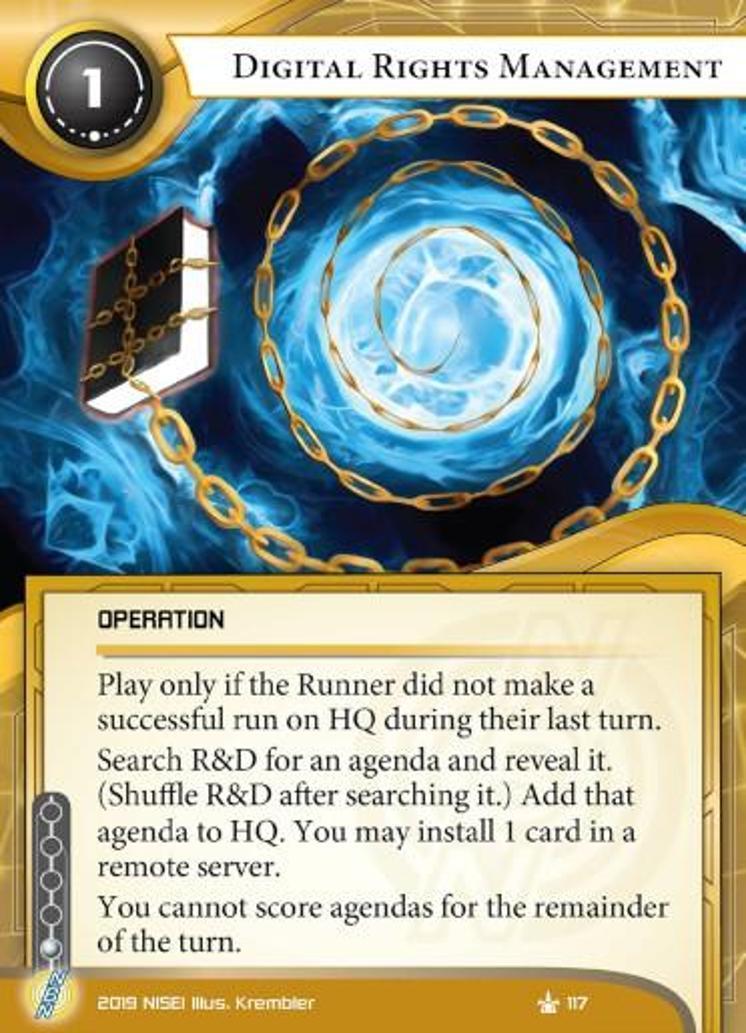 1
DIGITAL RIGHTS MANAGEMENT
OPERATION
Play only if the Runner did not make a
successful run on HQ during their last turn.
Search R&D for an agenda and reveal it.
(Shuffle R&D after searching it.) Add that
agenda to HQ. You may install 1 card in a
remote server.
You cannot score agendas for the remainder
of the turn.
NBN
2019 NISEI Illus. Krembler
117